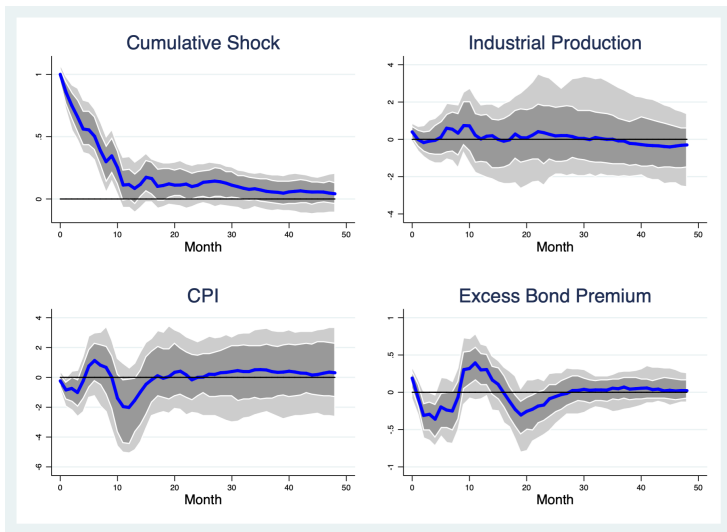 Cumulative Shock
1
.5
0
0 10 20 30 40 50
Month
Industrial Production
4
2
0
-2
-4
0 10 20 30 40 50
Month
CPI
4
2
0
-2
-4
-6
0 10 20 30 40 50
Month
Excess Bond Premium
1
.5
0
-.5
-1
0 10 20 30 40 50
Month